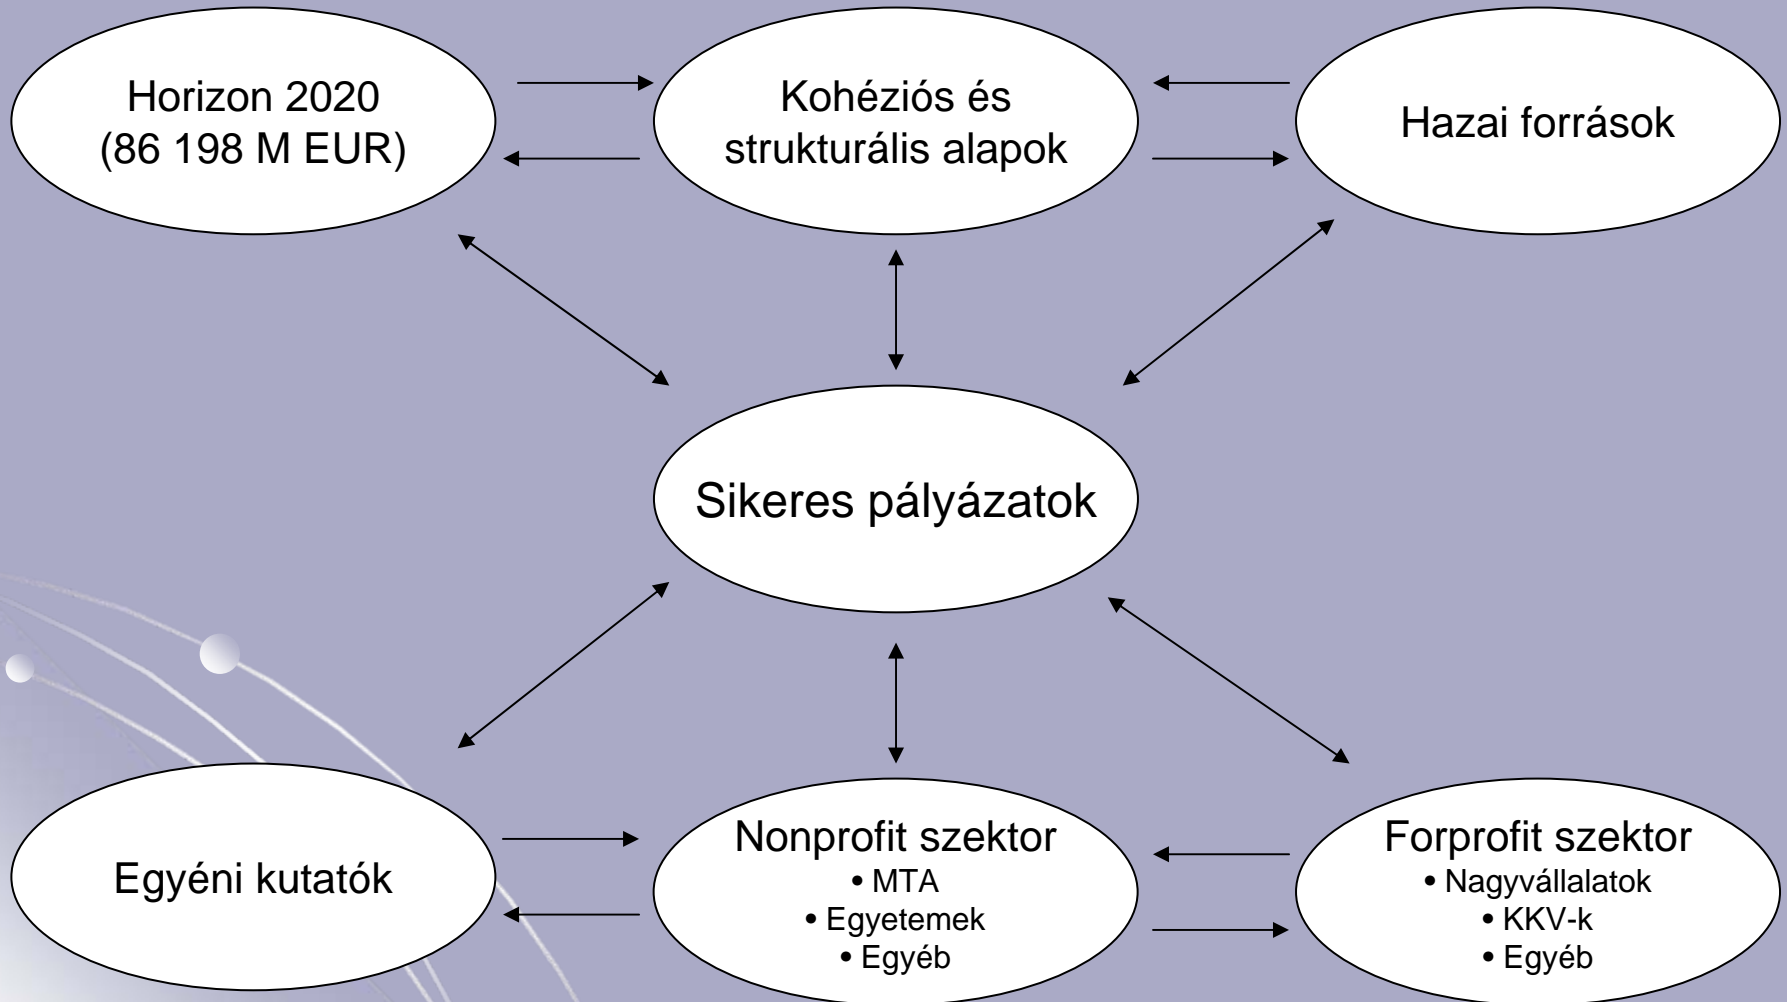 Horizon 2020
(86 198 M EUR)
Kohéziós és
strukturális alapok
Hazai források
Sikeres pályázatok
Egyéni kutatók
Nonprofit szektor
• MTA
• Egyetemek
• Egyéb
Forprofit szektor
• Nagyvállalatok
• KKV-k
• Egyéb